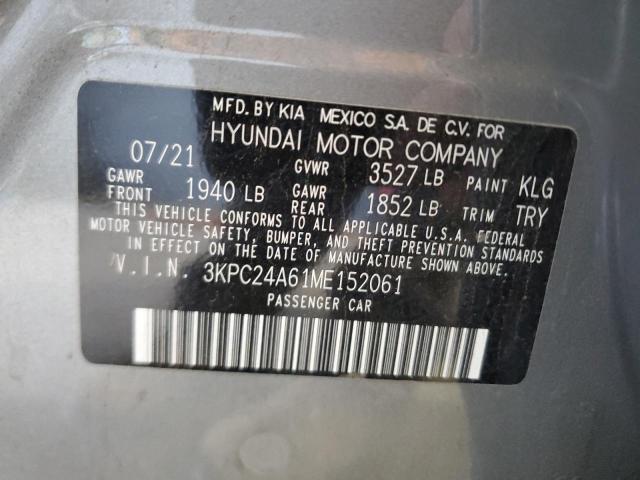 MFD. BY KIA MEXICO S.A. DE C.V. FOR
HYUNDAI MOTOR COMPANY
07/21 GVWR 3527 LB PAINT KLG
GAWR FRONT 1940 LB GAWR REAR 1852 LB TRIM TRY
THIS VEHICLE CONFORMS TO ALL APPLICABLE U.S.A. FEDERAL
MOTOR VEHICLE SAFETY, BUMPER, AND THEFT PREVENTION STANDARDS
IN EFFECT ON THE DATE OF MANUFACTURE SHOWN ABOVE.
V.I.N. 3KPC24A61ME152061
PASSENGER CAR